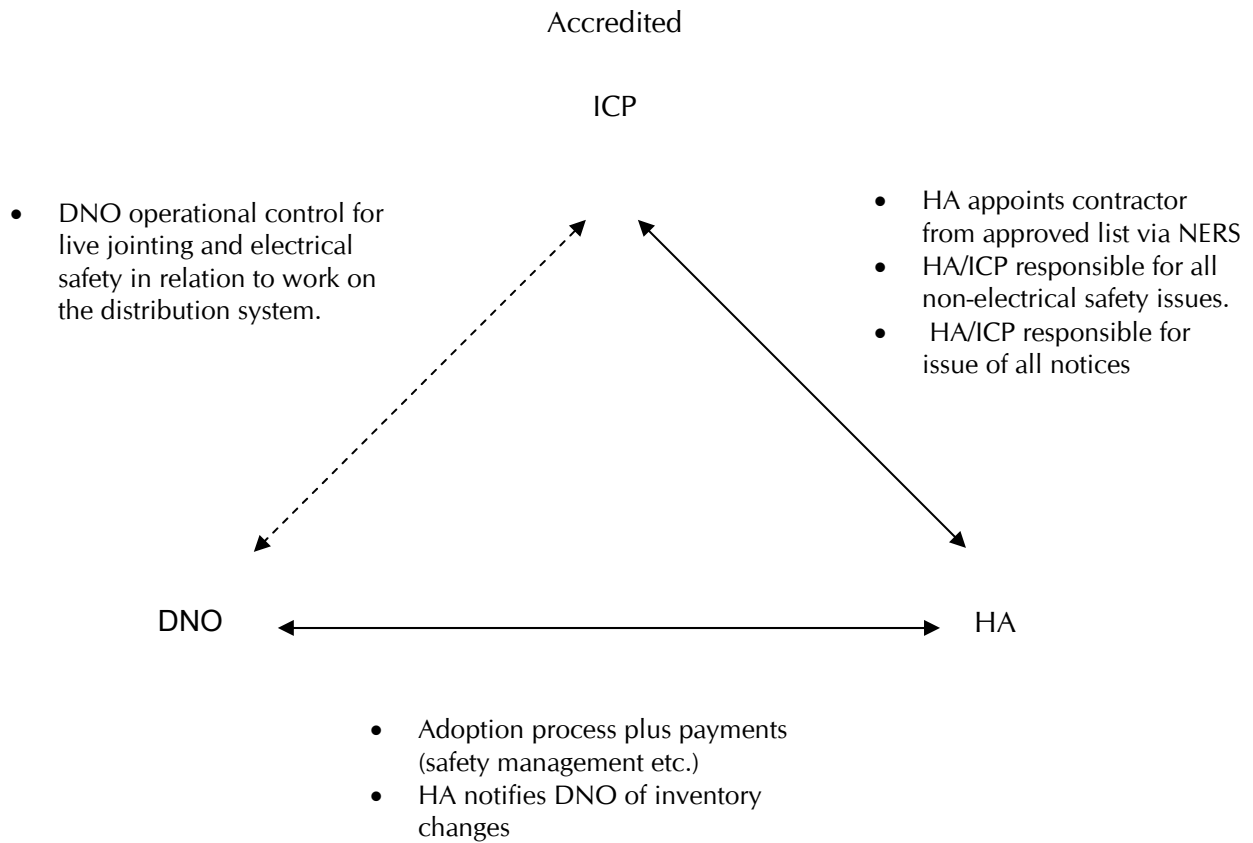 Accredited
ICP
• DNO operational control for
live jointing and electrical
safety in relation to work on
the distribution system.
• HA appoints contractor
from approved list via NERS
• HA/ICP responsible for all
non-electrical safety issues.
• HA/ICP responsible for
issue of all notices
DNO
HA
• Adoption process plus payments
(safety management etc.)
• HA notifies DNO of inventory
changes